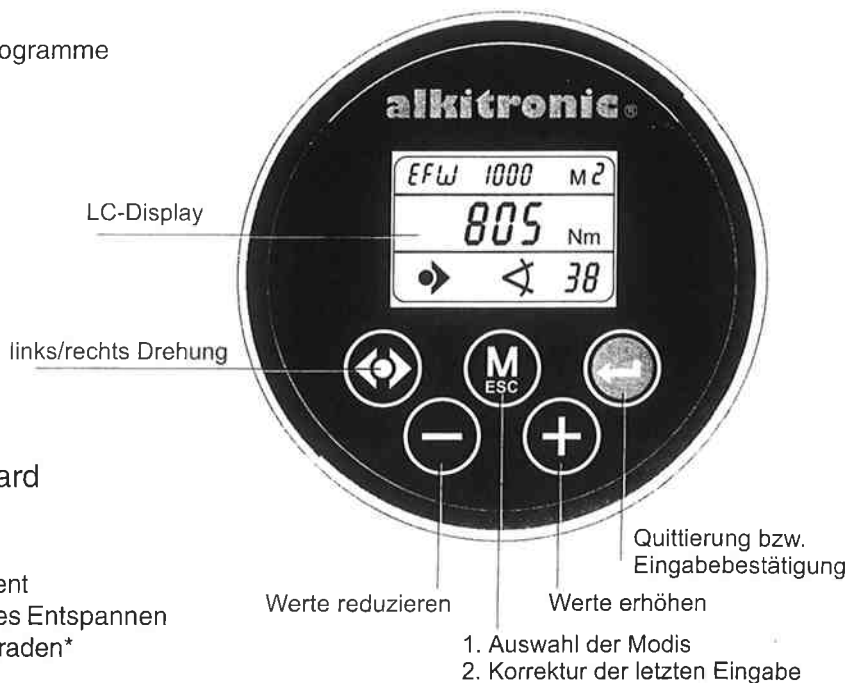 ogramme
alkitronic®
EFW 1000 M2
805 Nm
38
LC-Display
links/rechts Drehung
M
ESC
ard
Quittierung bzw.
Eingabebestätigung
ent
es Entspannen
raden*
Werte reduzieren
Werte erhöhen
1. Auswahl der Modis
2. Korrektur der letzten Eingabe